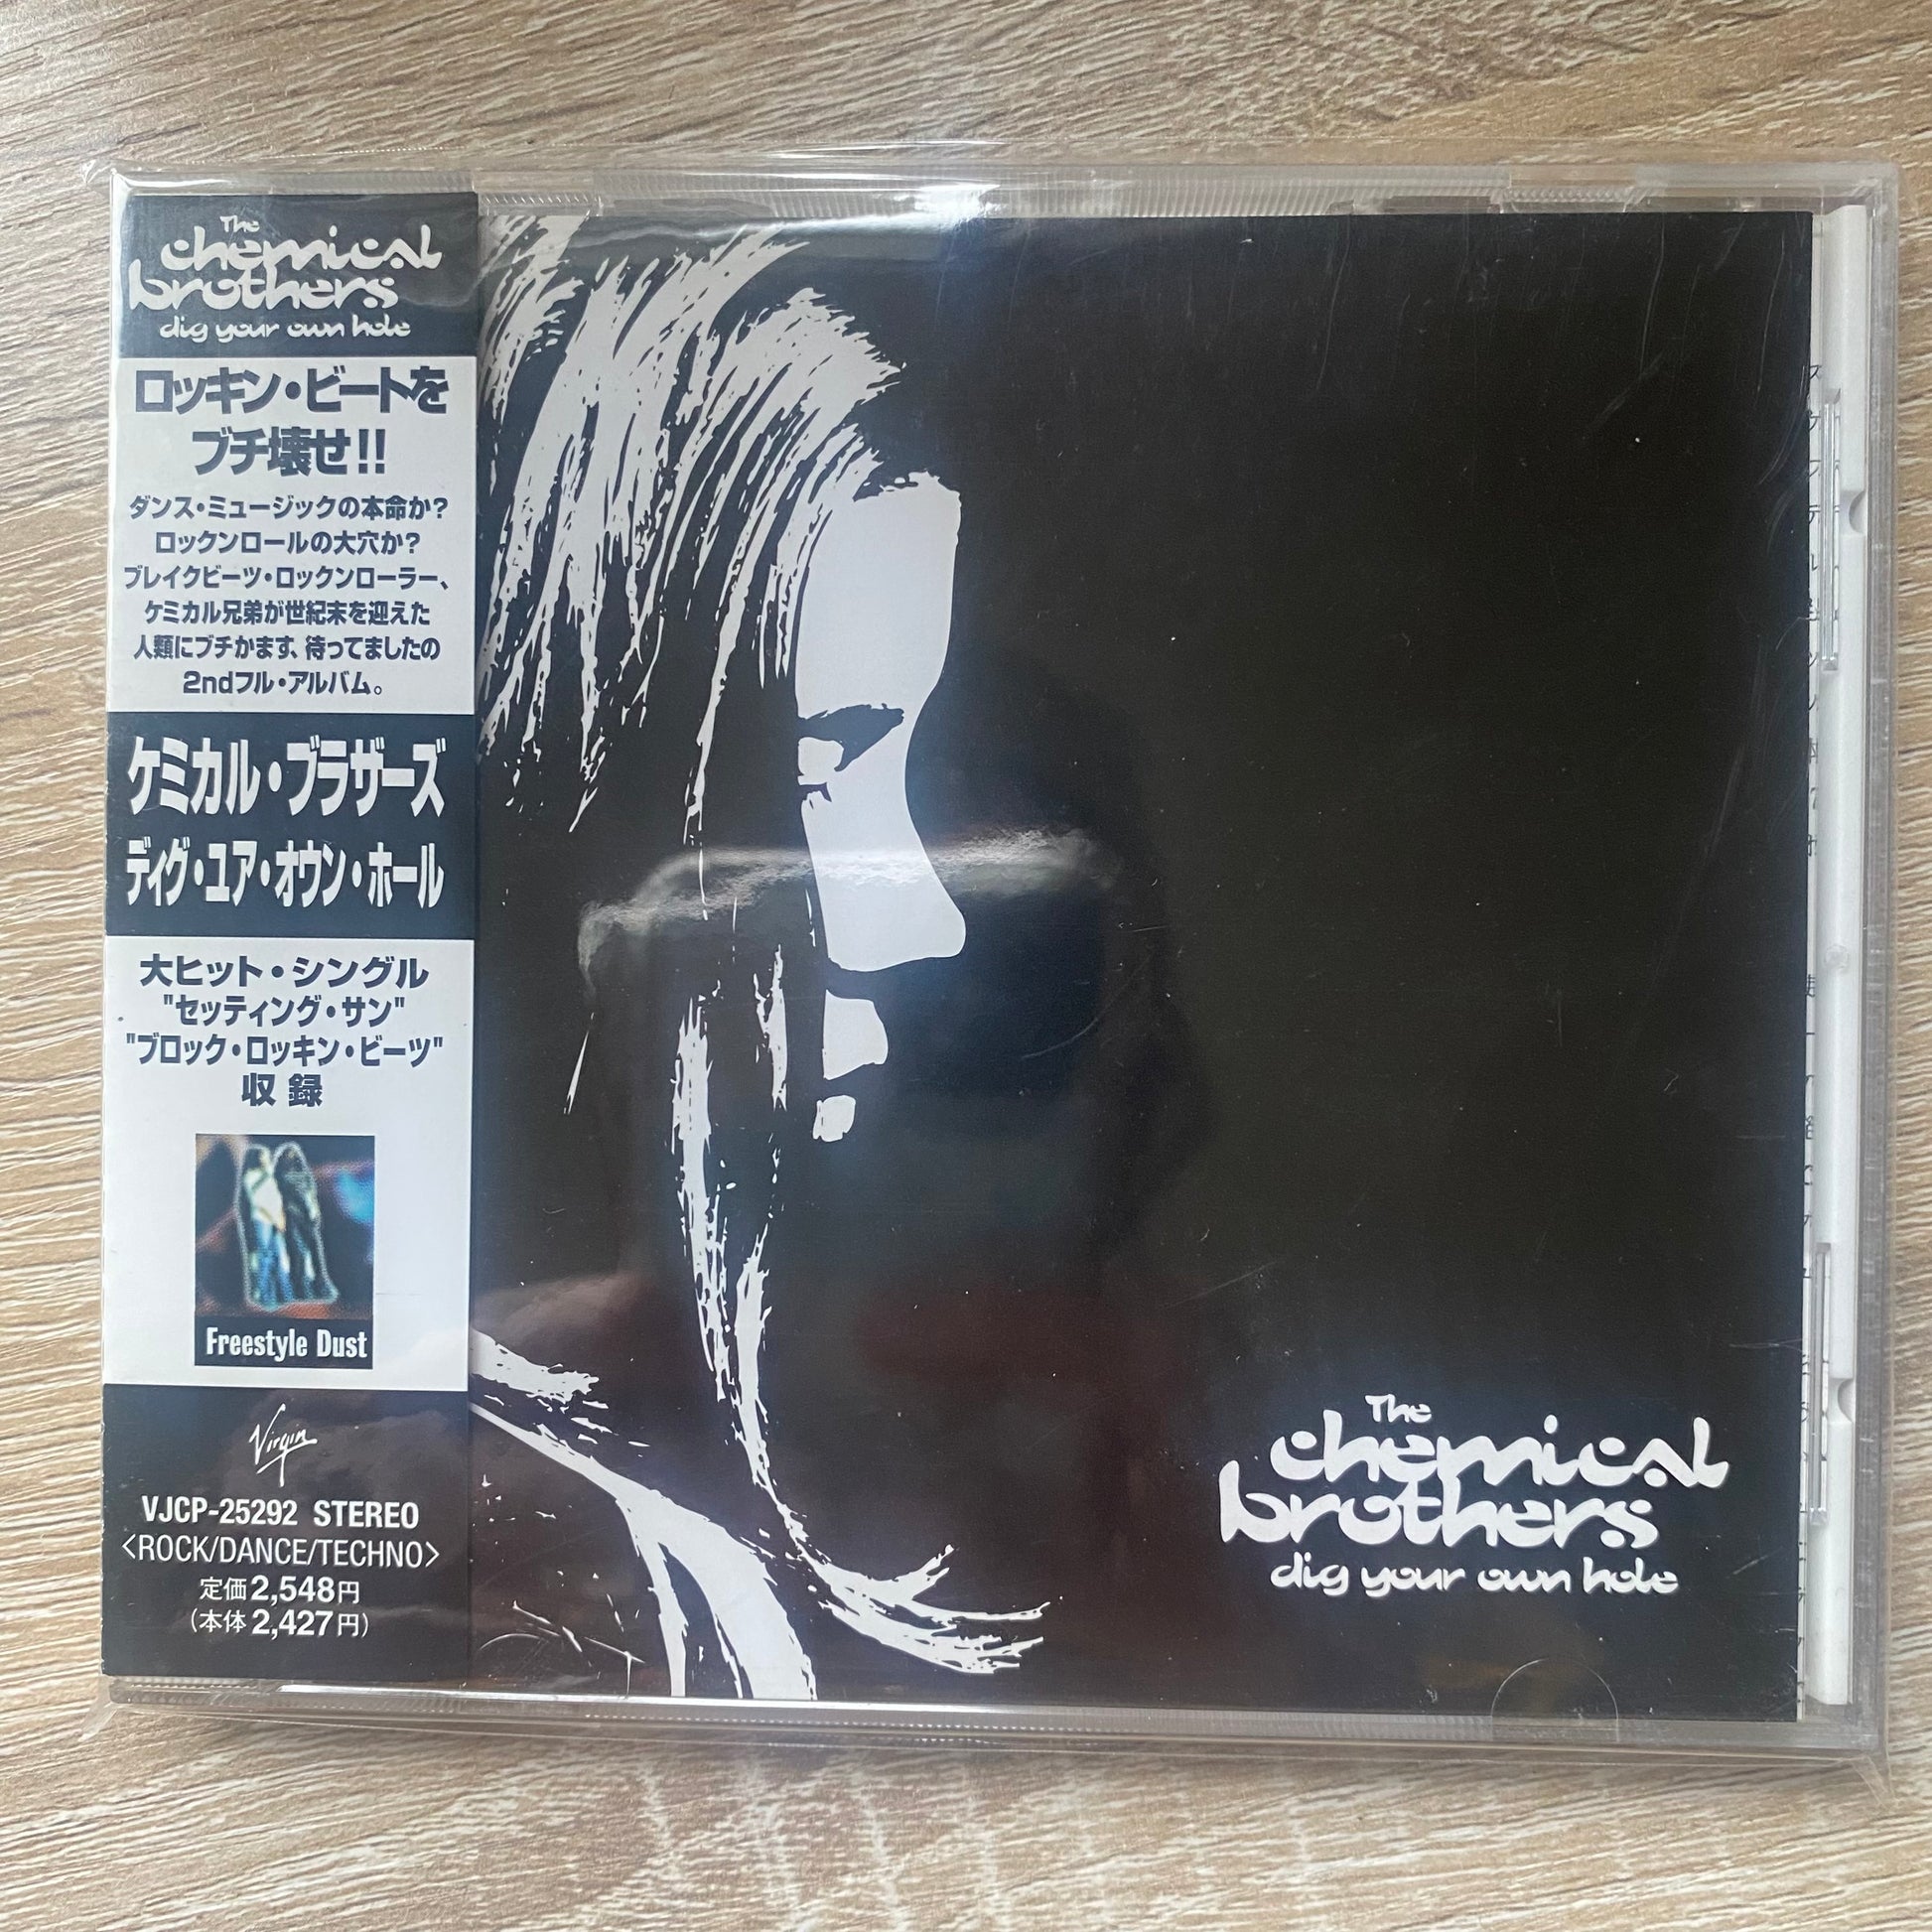 The
chemical
brothers
dig your own hole
ロッキン・ビートを
ブチ壊せ!!
ダンス・ミュージックの本命か?
ロックンロールの大穴か?
ブレイクビーツ・ロックンローラー、
ケミカル兄弟が世紀末を迎えた
人類にブチかます、待ってましたの
2ndフル・アルバム。
ケミカル・ブラザーズ
ディグ・ユア・オウン・ホール
大ヒット・シングル
"セッティング・サン"
"ブロック・ロッキン・ビーツ"
収録
Freestyle Dust
Virgin
VJCP-25292 STEREO
<ROCK/DANCE/TECHNO>
定価2,548円
(本体2,427円)
The
chemical
brothers
dig your own hole